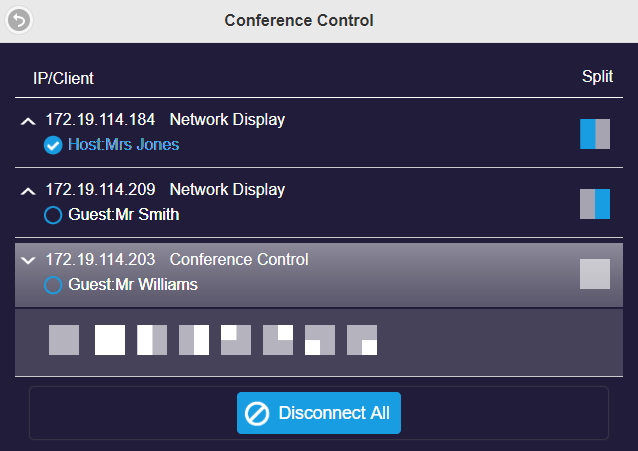 Conference Control
IP/Client Split
172.19.114.184 Network Display
Host:Mrs Jones
172.19.114.209 Network Display
Guest:Mr Smith
172.19.114.203 Conference Control
Guest:Mr Williams
Disconnect All